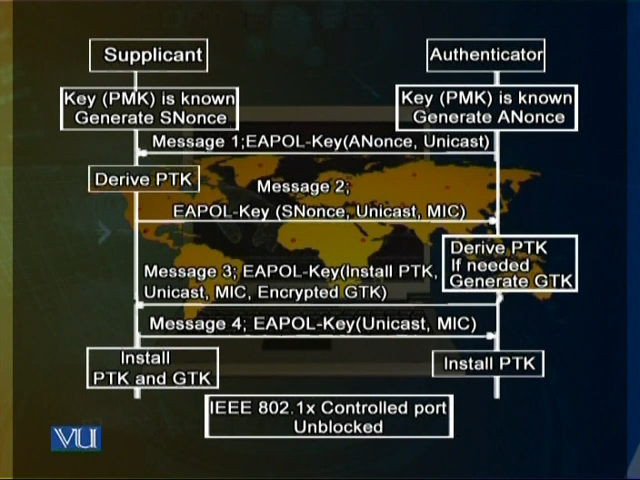 Supplicant
Authenticator
Key (PMK) is known
Generate SNonce
Key (PMK) is known
Generate ANonce
Message 1;EAPOL-Key(ANonce, Unicast)
Derive PTK
Message 2;
EAPOL-Key (SNonce, Unicast, MIC)
Derive PTK
If needed
Generate GTK
Message 3; EAPOL-Key(Install PTK,
Unicast, MIC, Encrypted GTK)
Message 4; EAPOL-Key(Unicast, MIC)
Install
PTK and GTK
Install PTK
IEEE 802.1x Controlled port
Unblocked
VU